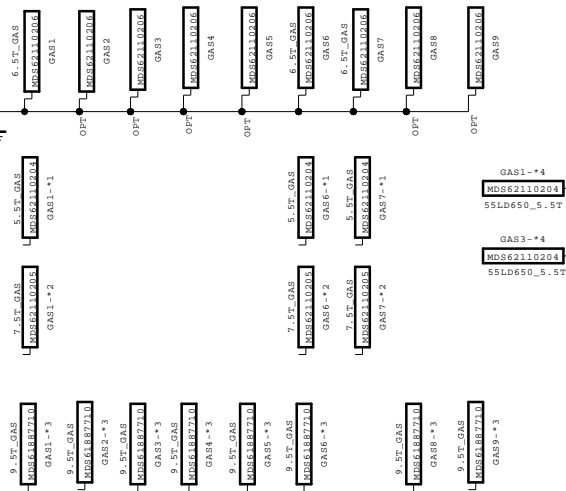 6.5T_GAS
MDS62110206
GAS1
MDS62110206
GAS2
MDS62110206
GAS3
MDS62110206
GAS4
MDS62110206
GAS5
6.5T_GAS
MDS62110206
GAS6
6.5T_GAS
MDS62110206
GAS7
MDS62110206
GAS8
MDS62110206
GAS9
OPT
OPT
OPT
OPT
OPT
5.5T_GAS
MDS62110204
GAS1-*1
5.5T_GAS
MDS62110204
GAS6-*1
5.5T_GAS
MDS62110204
GAS7-*1
GAS1-*4
MDS62110204
55LD650_5.5T
GAS3-*4
MDS62110204
55LD650_5.5T
7.5T_GAS
MDS62110205
GAS1-*2
7.5T_GAS
MDS62110205
GAS6-*2
7.5T_GAS
MDS62110205
GAS7-*2
9.5T_GAS
MDS61887710
GAS1-*3
9.5T_GAS
MDS61887710
GAS2-*3
9.5T_GAS
MDS61887710
GAS3-*3
9.5T_GAS
MDS61887710
GAS4-*3
9.5T_GAS
MDS61887710
GAS5-*3
9.5T_GAS
MDS61887710
GAS6-*3
9.5T_GAS
MDS61887710
GAS8-*3
9.5T_GAS
MDS61887710
GAS9-*3